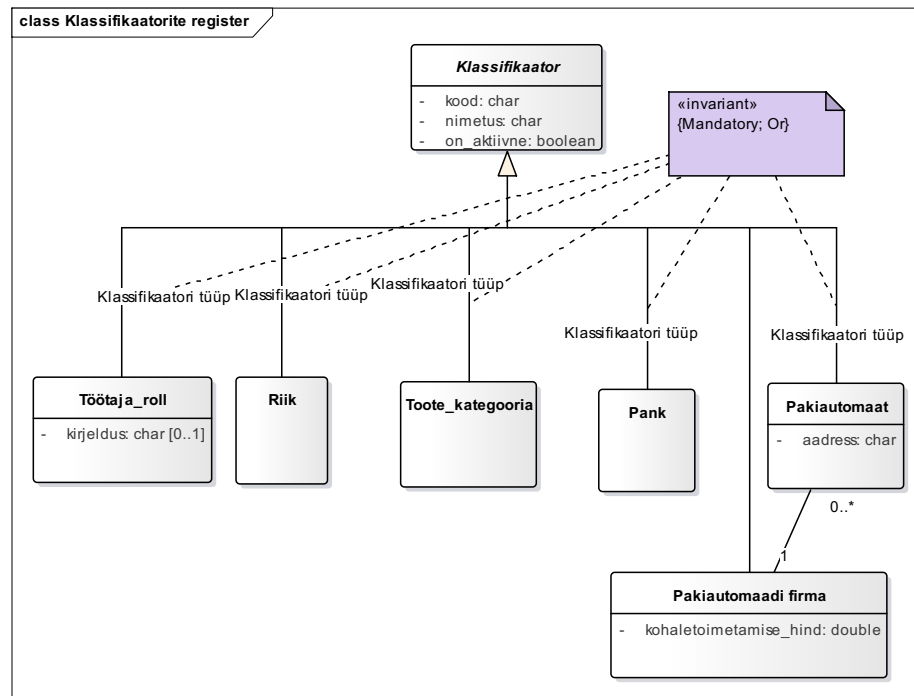 class Klassifikaatorite register
Klassifikaator
- kood: char
- nimetus: char
- on_aktiivne: boolean
«invariant»
{Mandatory; Or}
Klassifikaatori tüüp
Klassifikaatori tüüp
Klassifikaatori tüüp
Klassifikaatori tüüp
Klassifikaatori tüüp
Töötaja_roll
- kirjeldus: char [0..1]
Riik
Toote_kategooria
Pank
Pakiautomaat
- aadress: char
0..*
1
Pakiautomaadi firma
- kohaletoimetamise_hind: double